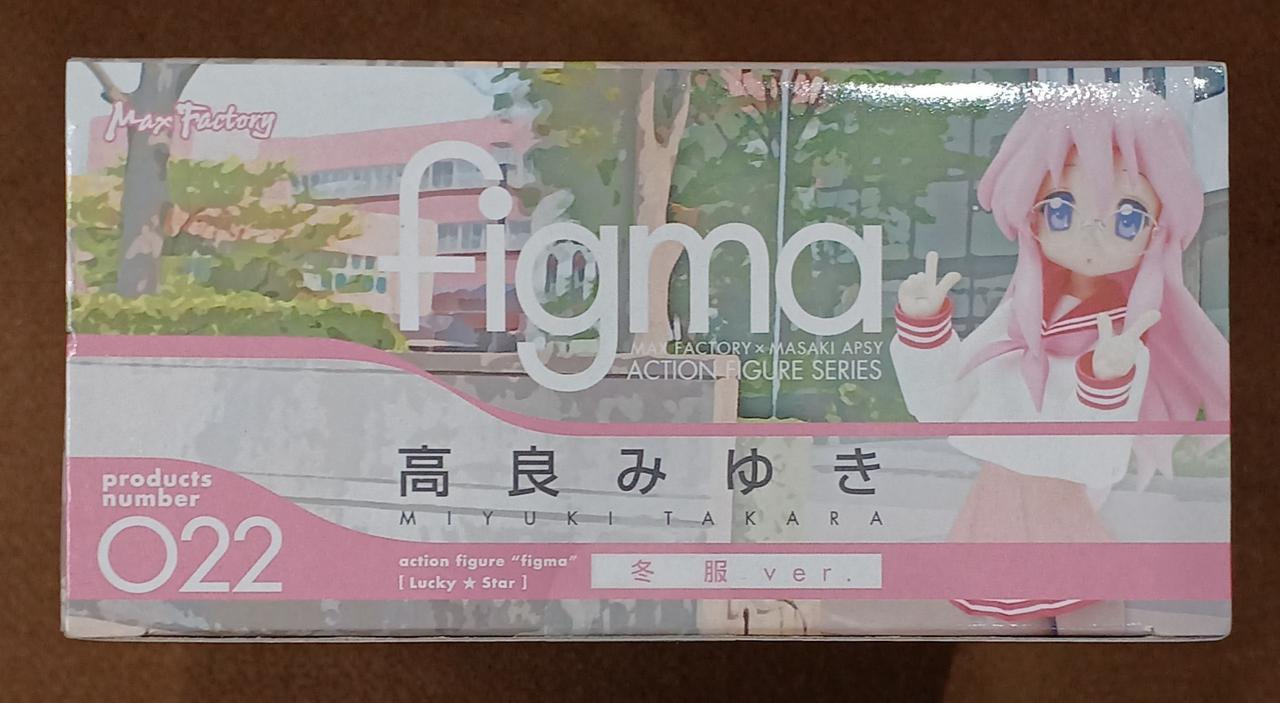 Max Factory
figma
MAX FACTORY × MASAKI APSY
ACTION FIGURE SERIES
高良みゆき
MIYUKI TAKARA
products
number
022
action figure “figma”
[ Lucky ★ Star ]
冬服 ver.